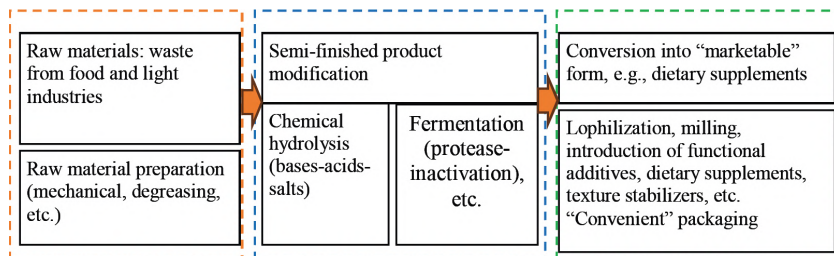 Raw materials: waste
from food and light
industries
Raw material preparation
(mechanical, degreasing,
etc.)
Semi-finished product
modification
Chemical
hydrolysis
(bases-acids-
salts)
Fermentation
(protease-
inactivation),
etc.
Conversion into “marketable”
form, e.g., dietary supplements
Lophilization, milling,
introduction of functional
additives, dietary supplements,
texture stabilizers, etc.
“Convenient” packaging